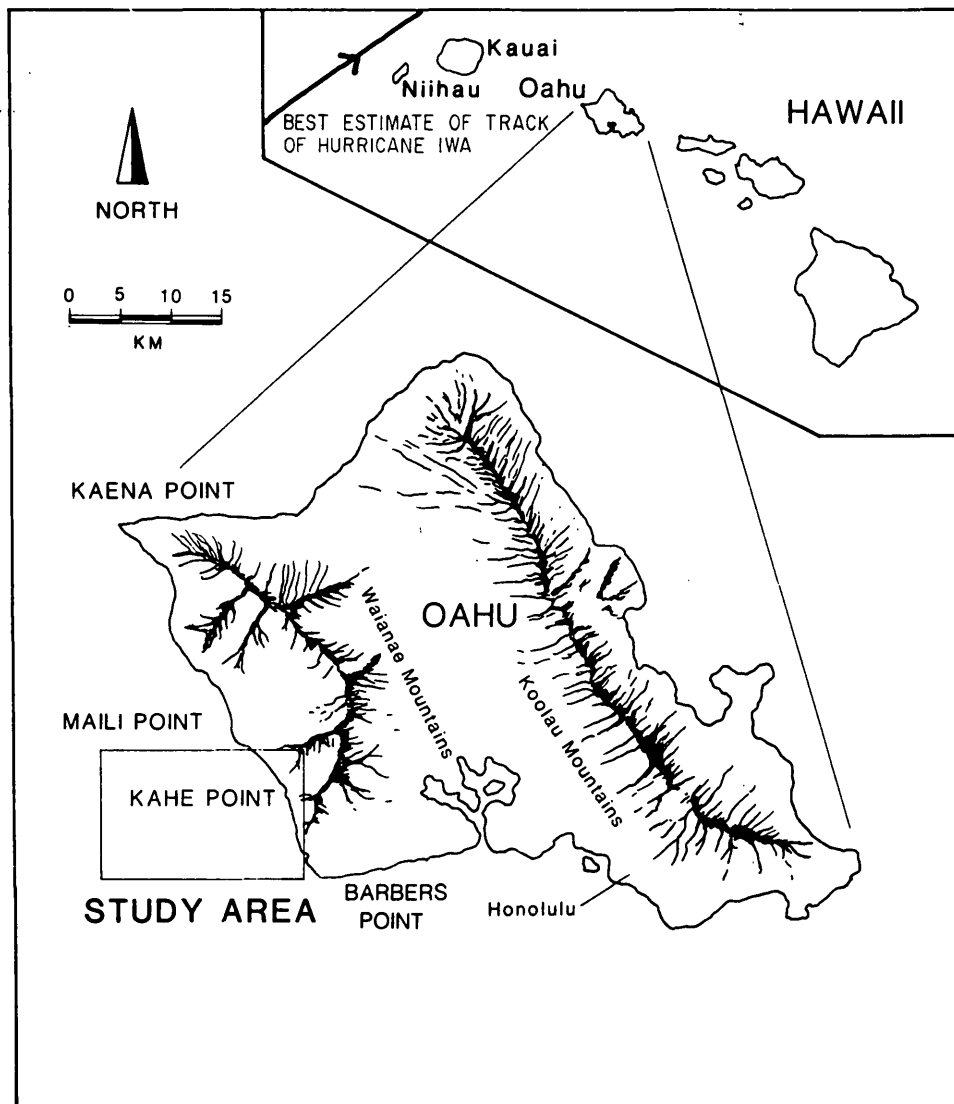 Kauai
Niihau
Oahu
HAWAII
BEST ESTIMATE OF TRACK
OF HURRICANE IWA
NORTH
0 5 10 15
KM
KAENA POINT
OAHU
Waianae Mountains
Koolau Mountains
MAILI POINT
KAHE POINT
STUDY AREA
BARBERS
POINT
Honolulu